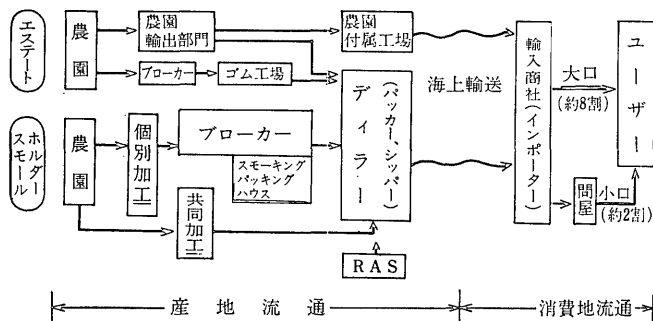 エステート
農園
農園
輸出部門
農園
付属工場
ブローカー
ゴム工場
ディラー
(パッカー、シッパー)
海上輸送
輸入商社(インポーター)
大口
(約8割)
ユーザー
スモール
ホルダー
農園
個別加工
ブローカー
スモーキング
パッキング
ハウス
共同加工
RAS
問屋
小口
(約2割)
産地流通
消費地流通